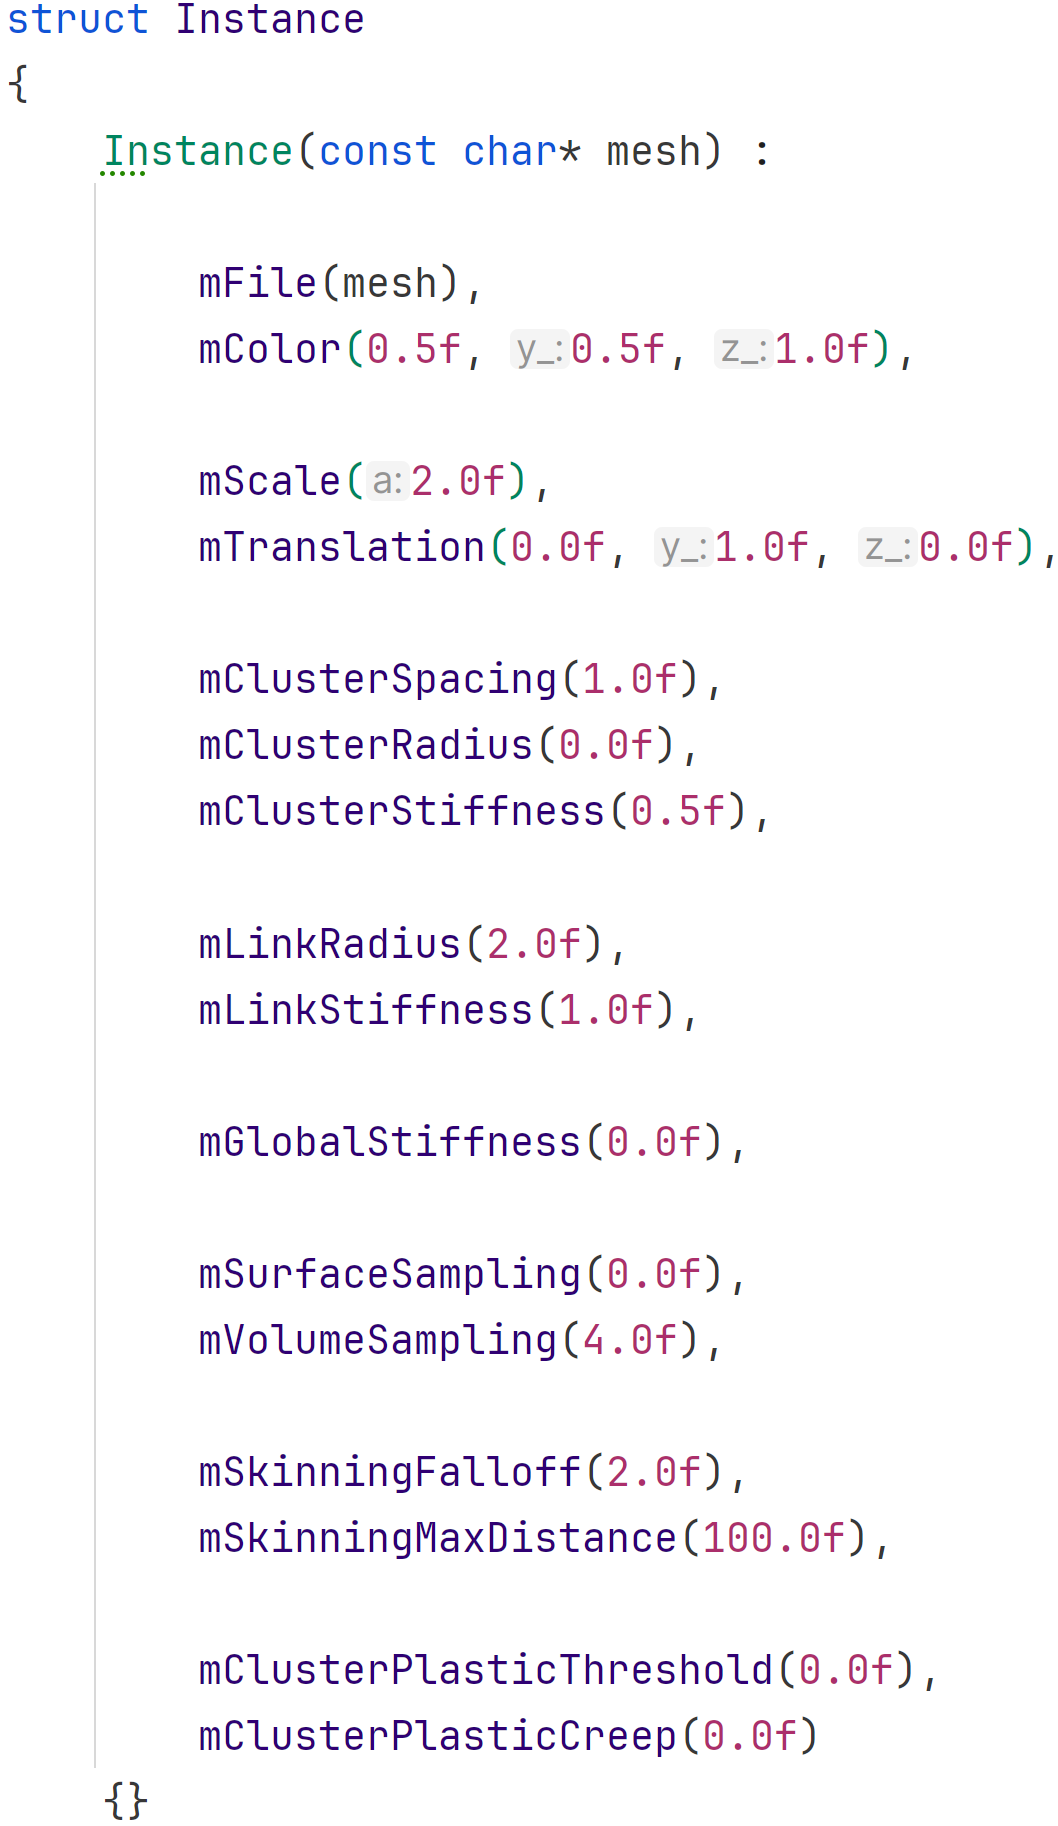 struct Instance
{
Instance(const char* mesh) :
mFile(mesh),
mColor(0.5f, y_:0.5f, z_:1.0f),
mScale(a:2.0f),
mTranslation(0.0f, y_:1.0f, z_:0.0f),
mClusterSpacing(1.0f),
mClusterRadius(0.0f),
mClusterStiffness(0.5f),
mLinkRadius(2.0f),
mLinkStiffness(1.0f),
mGlobalStiffness(0.0f),
mSurfaceSampling(0.0f),
mVolumeSampling(4.0f),
mSkinningFalloff(2.0f),
mSkinningMaxDistance(100.0f),
mClusterPlasticThreshold(0.0f),
mClusterPlasticCreep(0.0f)
{}